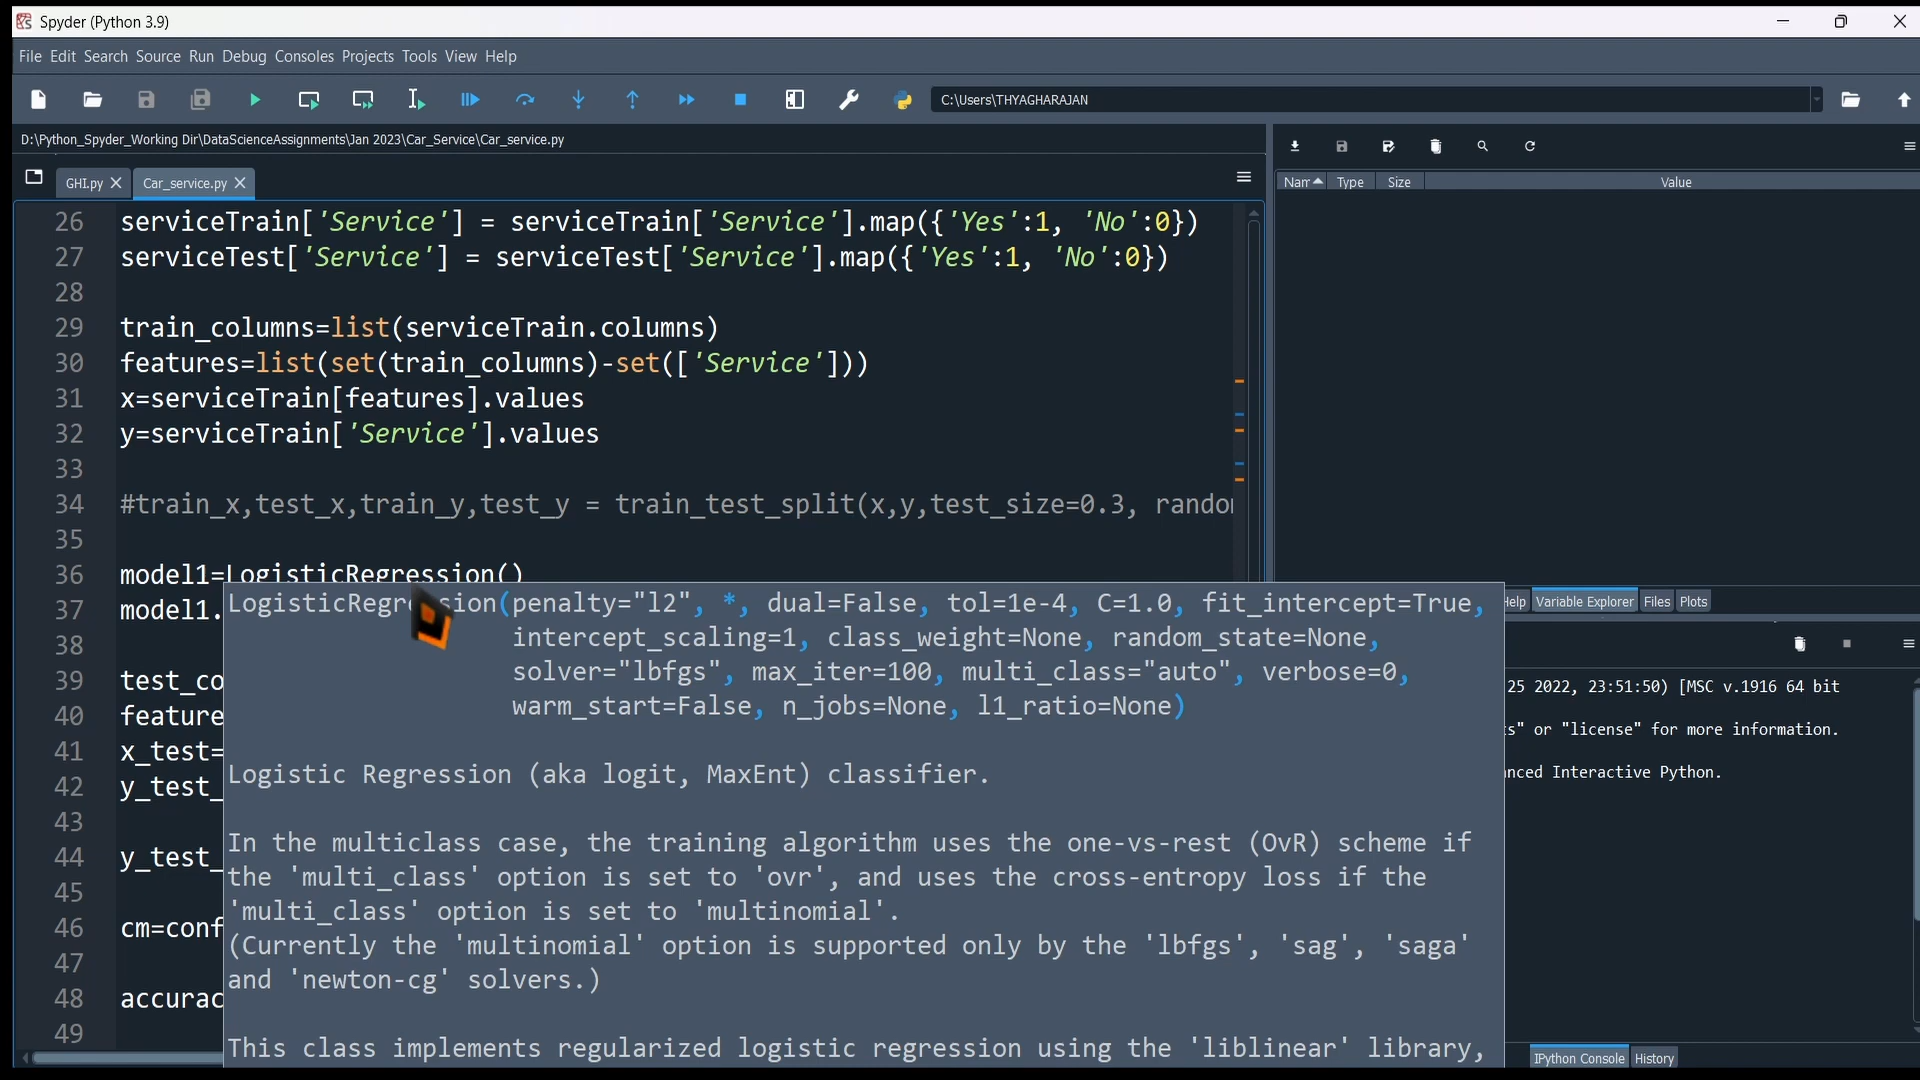 Spyder (Python 3.9)
File Edit Search Source Run Debug Consoles Projects Tools View Help
C:\Users\THYAGHARAJAN
D:\Python_Spyder_Working Dir\DataScienceAssignments\Jan 2023\Car_Service\Car_service.py
GHI.py Car_service.py
Nam Type Size Value
26 serviceTrain['Service'] = serviceTrain['Service'].map({'Yes':1, 'No':0})
27 serviceTest['Service'] = serviceTest['Service'].map({'Yes':1, 'No':0})
28
29 train_columns=list(serviceTrain.columns)
30 features=list(set(train_columns)-set(['Service']))
31 x=serviceTrain[features].values
32 y=serviceTrain['Service'].values
33
34 #train_x,test_x,train_y,test_y = train_test_split(x,y,test_size=0.3, rando
35
36 model1=LogisticRegression()
37 model1.
38
39 test_co
40 feature
41 x_test=
42 y_test_
43
44 y_test_
45
46 cm=conf
47
48 accurac
49
LogisticRegression(penalty="l2", *, dual=False, tol=1e-4, C=1.0, fit_intercept=True,
intercept_scaling=1, class_weight=None, random_state=None,
solver="lbfgs", max_iter=100, multi_class="auto", verbose=0,
warm_start=False, n_jobs=None, l1_ratio=None)
Logistic Regression (aka logit, MaxEnt) classifier.
In the multiclass case, the training algorithm uses the one-vs-rest (OvR) scheme if
the 'multi_class' option is set to 'ovr', and uses the cross-entropy loss if the
'multi_class' option is set to 'multinomial'.
(Currently the 'multinomial' option is supported only by the 'lbfgs', 'sag', 'saga'
and 'newton-cg' solvers.)
This class implements regularized logistic regression using the 'liblinear' library,
Help Variable Explorer Files Plots
25 2022, 23:51:50) [MSC v.1916 64 bit
s" or "license" for more information.
nced Interactive Python.
IPython Console History